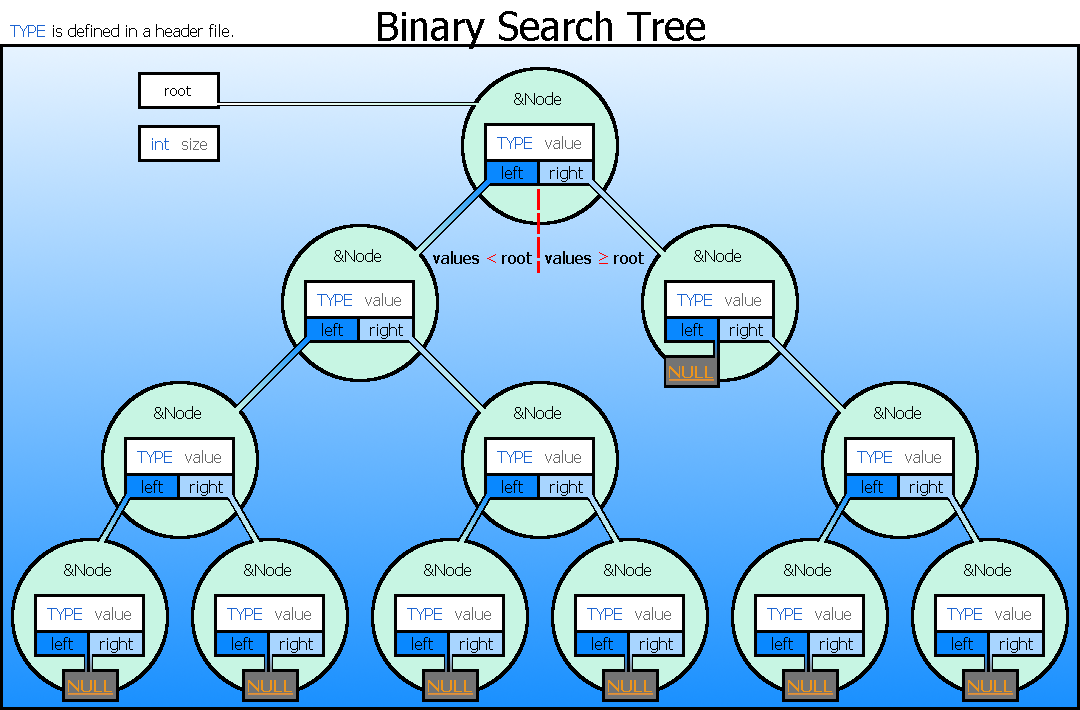 Binary Search Tree
TYPE is defined in a header file.
root
&Node
int size
TYPE value
left right
values < root values ≥ root
&Node
&Node
TYPE value
TYPE value
left right
left right
NULL
&Node
&Node
&Node
TYPE value
TYPE value
TYPE value
left right
left right
left right
&Node
&Node
&Node
&Node
&Node
&Node
TYPE value
TYPE value
TYPE value
TYPE value
TYPE value
TYPE value
left right
left right
left right
left right
left right
left right
NULL
NULL
NULL
NULL
NULL
NULL